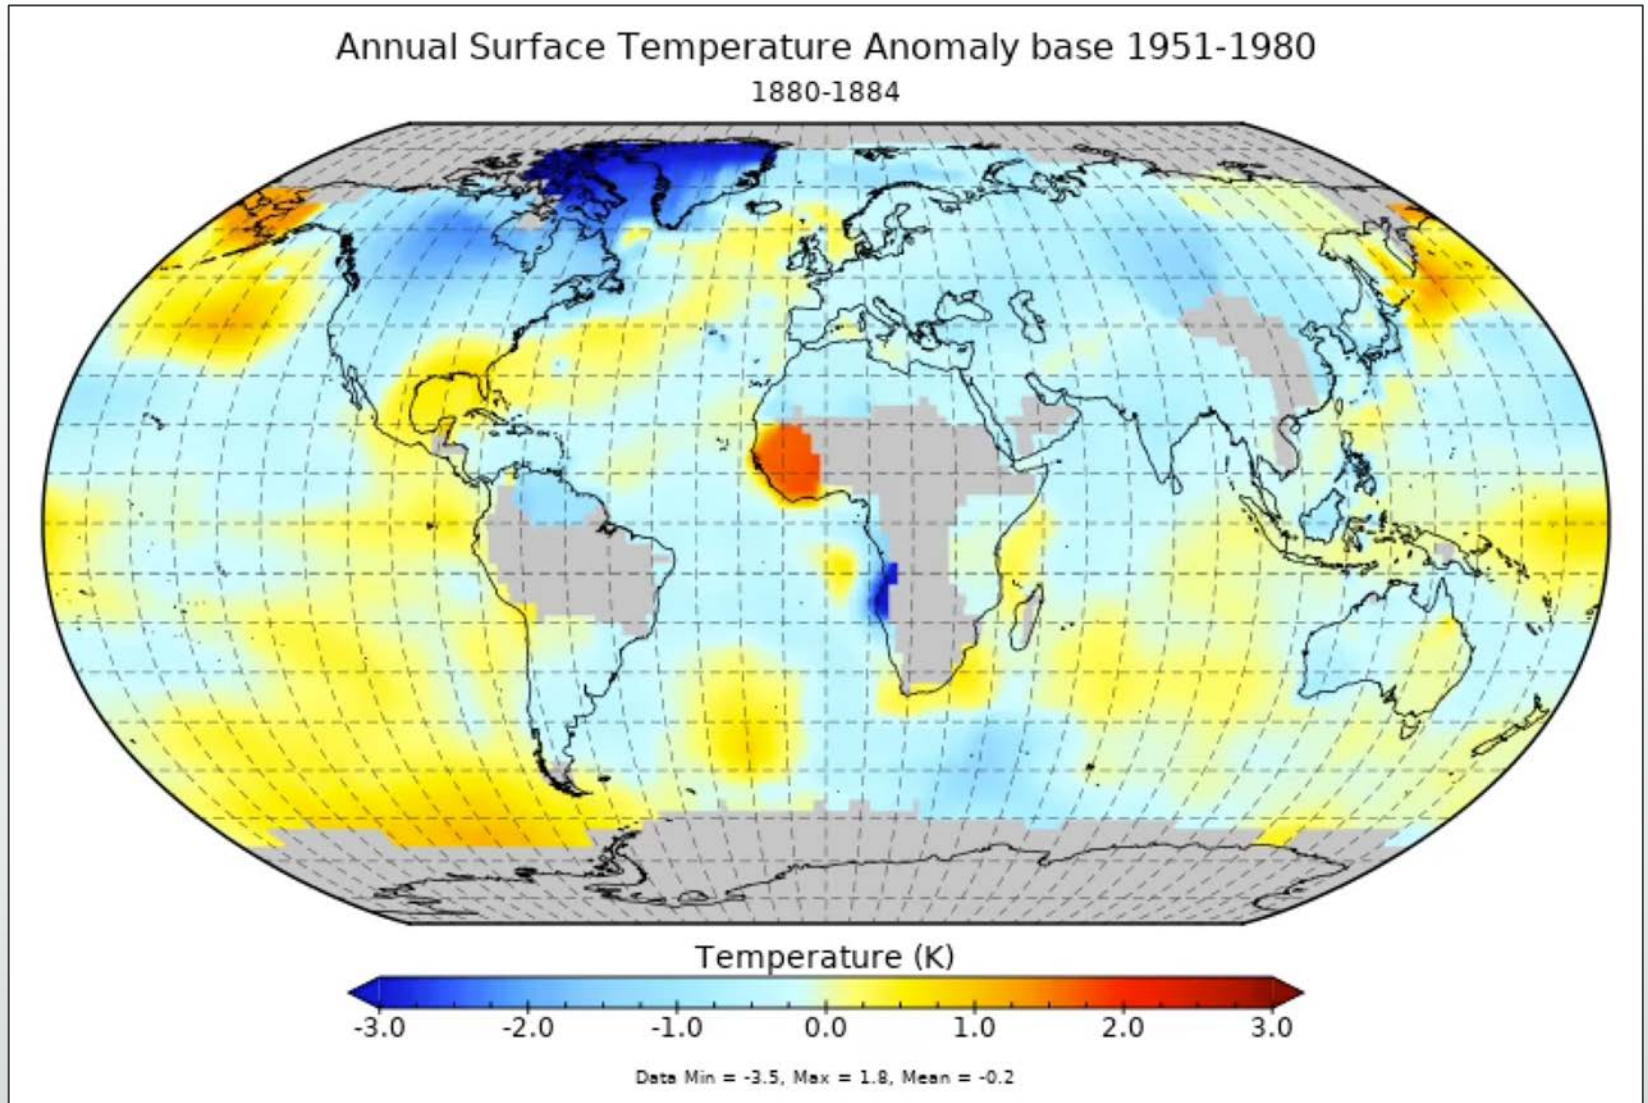 Annual Surface Temperature Anomaly base 1951-1980
1880-1884
Temperature (K)
-3.0 -2.0 -1.0 0.0 1.0 2.0 3.0
Data Min = -3.5, Max = 1.8, Mean = -0.2